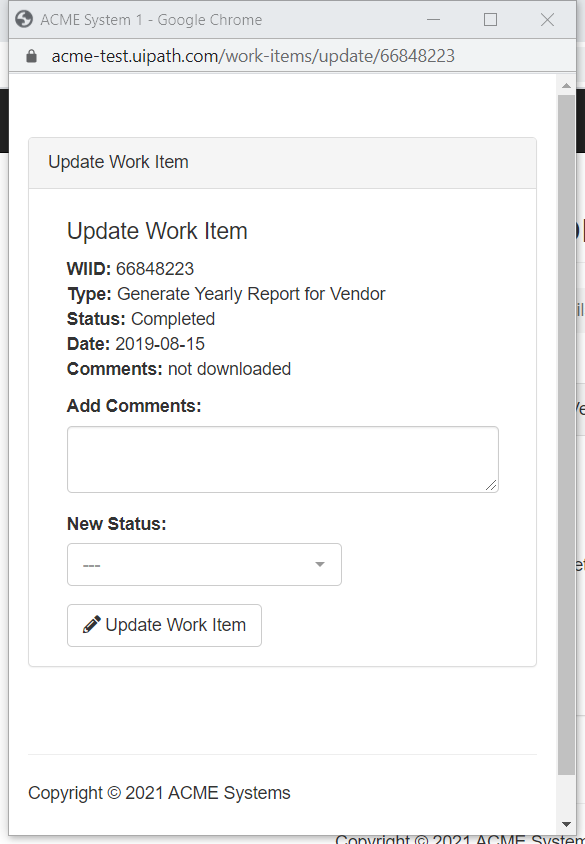 ACME System 1 - Google Chrome
acme-test.uipath.com/work-items/update/66848223
Update Work Item
Update Work Item
WIID: 66848223
Type: Generate Yearly Report for Vendor
Status: Completed
Date: 2019-08-15
Comments: not downloaded
Add Comments:
New Status:
---
Update Work Item
Copyright © 2021 ACME Systems
Copyright © 2021 ACME System